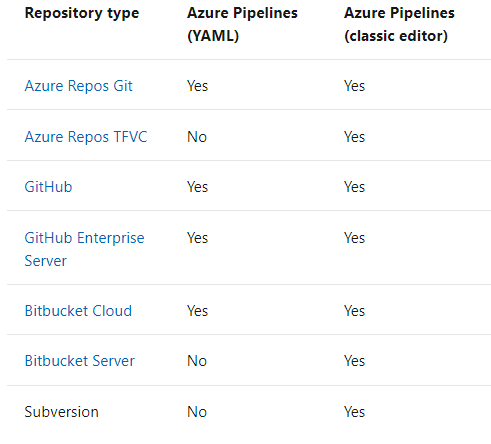 Repository type Azure Pipelines (YAML) Azure Pipelines (classic editor)
Azure Repos Git Yes Yes
Azure Repos TFVC No Yes
GitHub Yes Yes
GitHub Enterprise Server Yes Yes
Bitbucket Cloud Yes Yes
Bitbucket Server No Yes
Subversion No Yes